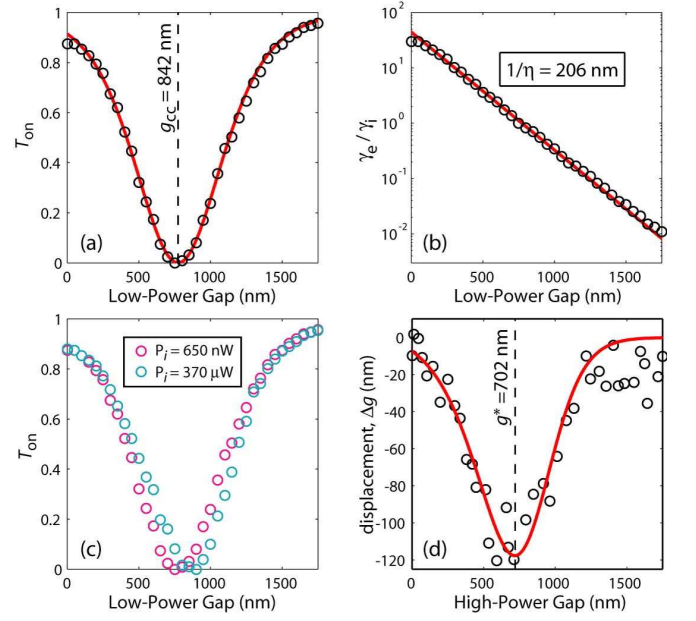 1
0.8
0.6
0.4
0.2
0
T_on
g_cc = 842 nm
(a)
0 500 1000 1500
Low-Power Gap (nm)
10^2
10^1
10^0
10^-1
10^-2
γ_e / γ_i
1/η = 206 nm
(b)
0 500 1000 1500
Low-Power Gap (nm)
1
0.8
0.6
0.4
0.2
0
T_on
P_i = 650 nW
P_i = 370 μW
(c)
0 500 1000 1500
Low-Power Gap (nm)
0
-20
-40
-60
-80
-100
-120
displacement, Δg (nm)
g* = 702 nm
(d)
0 500 1000 1500
High-Power Gap (nm)